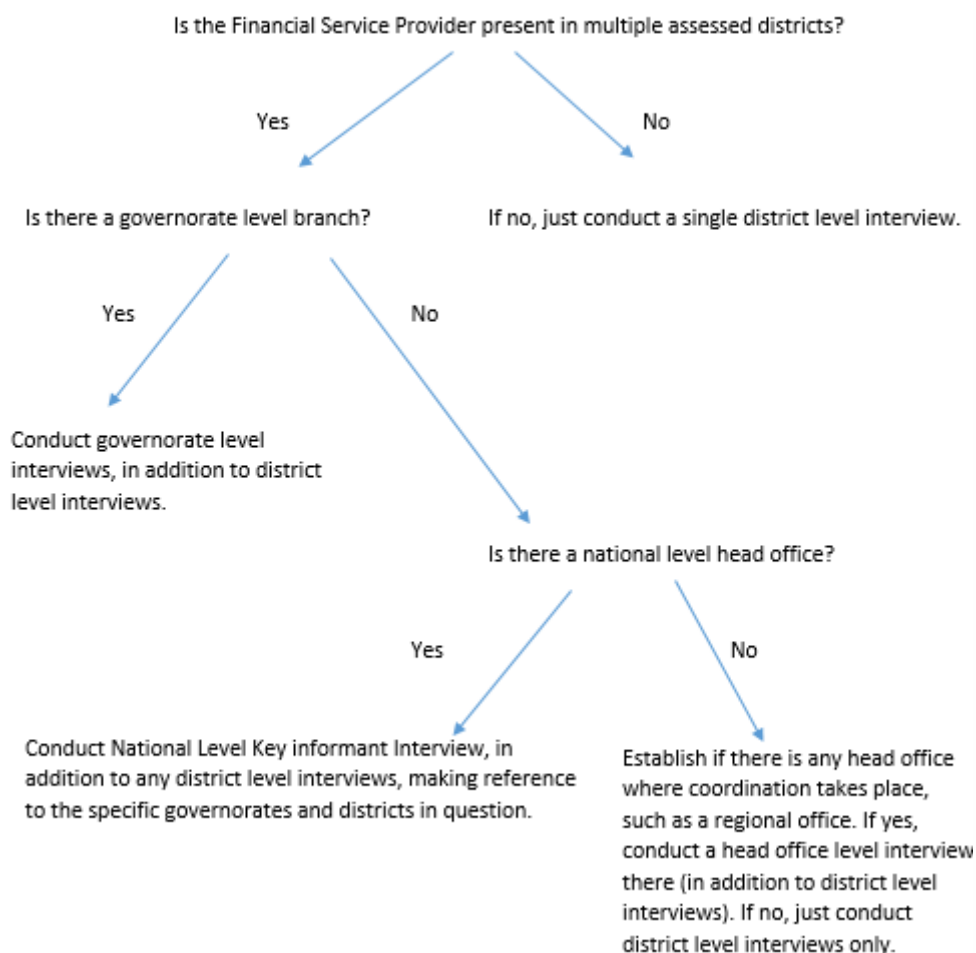 Is the Financial Service Provider present in multiple assessed districts?
Yes
No
Is there a governorate level branch?
If no, just conduct a single district level interview.
Yes
No
Conduct governorate level
interviews, in addition to district
level interviews.
Is there a national level head office?
Yes
No
Conduct National Level Key informant Interview, in
addition to any district level interviews, making reference
to the specific governorates and districts in question.
Establish if there is any head office
where coordination takes place,
such as a regional office. If yes,
conduct a head office level interview
there (in addition to district level
interviews). If no, just conduct
district level interviews only.